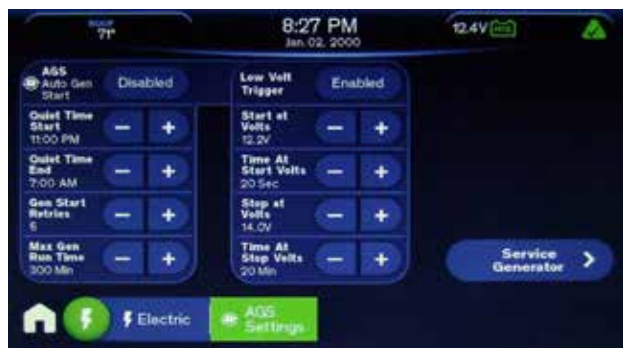 ROOF
71°
8:27 PM
Jan. 02, 2000
12.4V
AGS
Auto Gen
Start
Disabled
Quiet Time
Start
11:00 PM
- +
Quiet Time
End
7:00 AM
- +
Gen Start
Retries
5
- +
Max Gen
Run Time
300 Min
- +
Low Volt
Trigger
Enabled
Start at
Volts
12.2V
- +
Time At
Start Volts
20 Sec
- +
Stop at
Volts
14.0V
- +
Time At
Stop Volts
20 Min
- +
Service
Generator
Electric
AGS
Settings